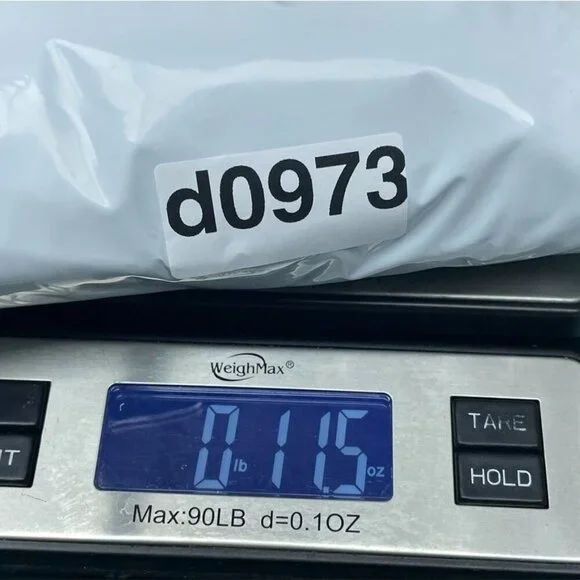 d0973
WeighMax®
0 lb 11.5 oz
TARE
HOLD
Max:90LB d=0.1OZ